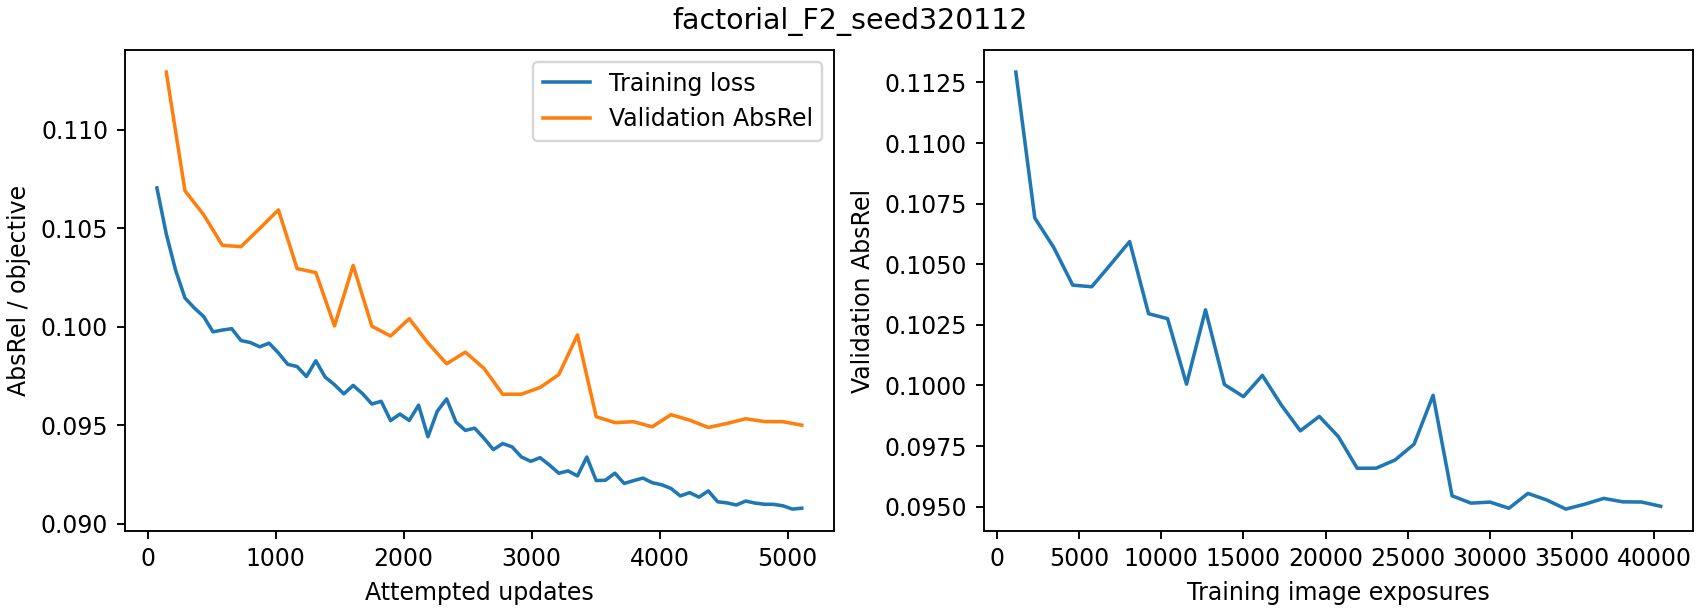 factorial_F2_seed320112
Training loss
Validation AbsRel
AbsRel / objective
0.110
0.105
0.100
0.095
0.090
0 1000 2000 3000 4000 5000
Attempted updates
Validation AbsRel
0.1125
0.1100
0.1075
0.1050
0.1025
0.1000
0.0975
0.0950
0 5000 10000 15000 20000 25000 30000 35000 40000
Training image exposures